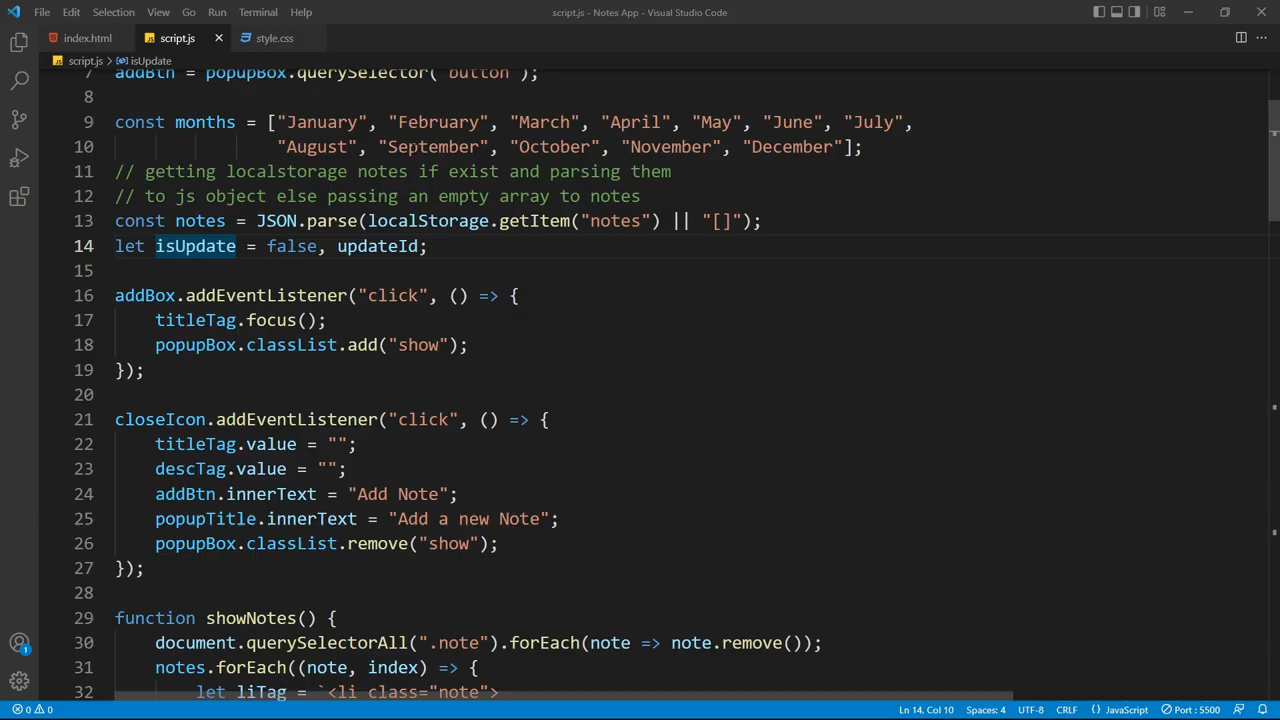 File Edit Selection View Go Run Terminal Help script.js - Notes App - Visual Studio Code
index.html script.js style.css
script.js > isUpdate
7 addBtn = popupBox.querySelector("button");
8
9 const months = ["January", "February", "March", "April", "May", "June", "July",
10 "August", "September", "October", "November", "December"];
11 // getting localstorage notes if exist and parsing them
12 // to js object else passing an empty array to notes
13 const notes = JSON.parse(localStorage.getItem("notes") || "[]");
14 let isUpdate = false, updateId;
15
16 addBox.addEventListener("click", () => {
17 titleTag.focus();
18 popupBox.classList.add("show");
19 });
20
21 closeIcon.addEventListener("click", () => {
22 titleTag.value = "";
23 descTag.value = "";
24 addBtn.innerText = "Add Note";
25 popupTitle.innerText = "Add a new Note";
26 popupBox.classList.remove("show");
27 });
28
29 function showNotes() {
30 document.querySelectorAll(".note").forEach(note => note.remove());
31 notes.forEach((note, index) => {
32 let liTag = `<li class="note">
1
0 0 Ln 14, Col 10 Spaces: 4 UTF-8 CRLF {} JavaScript Port : 5500